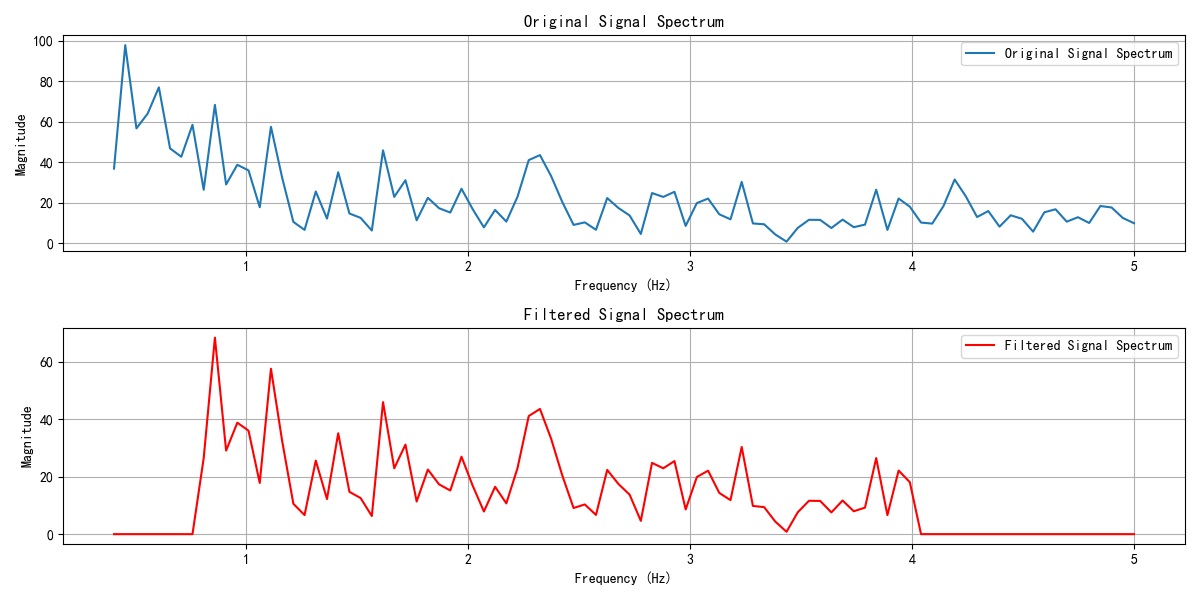 Original Signal Spectrum
100
80
60
40
20
0
Magnitude
Original Signal Spectrum
1 2 3 4 5
Frequency (Hz)
Filtered Signal Spectrum
60
40
20
0
Magnitude
Filtered Signal Spectrum
1 2 3 4 5
Frequency (Hz)